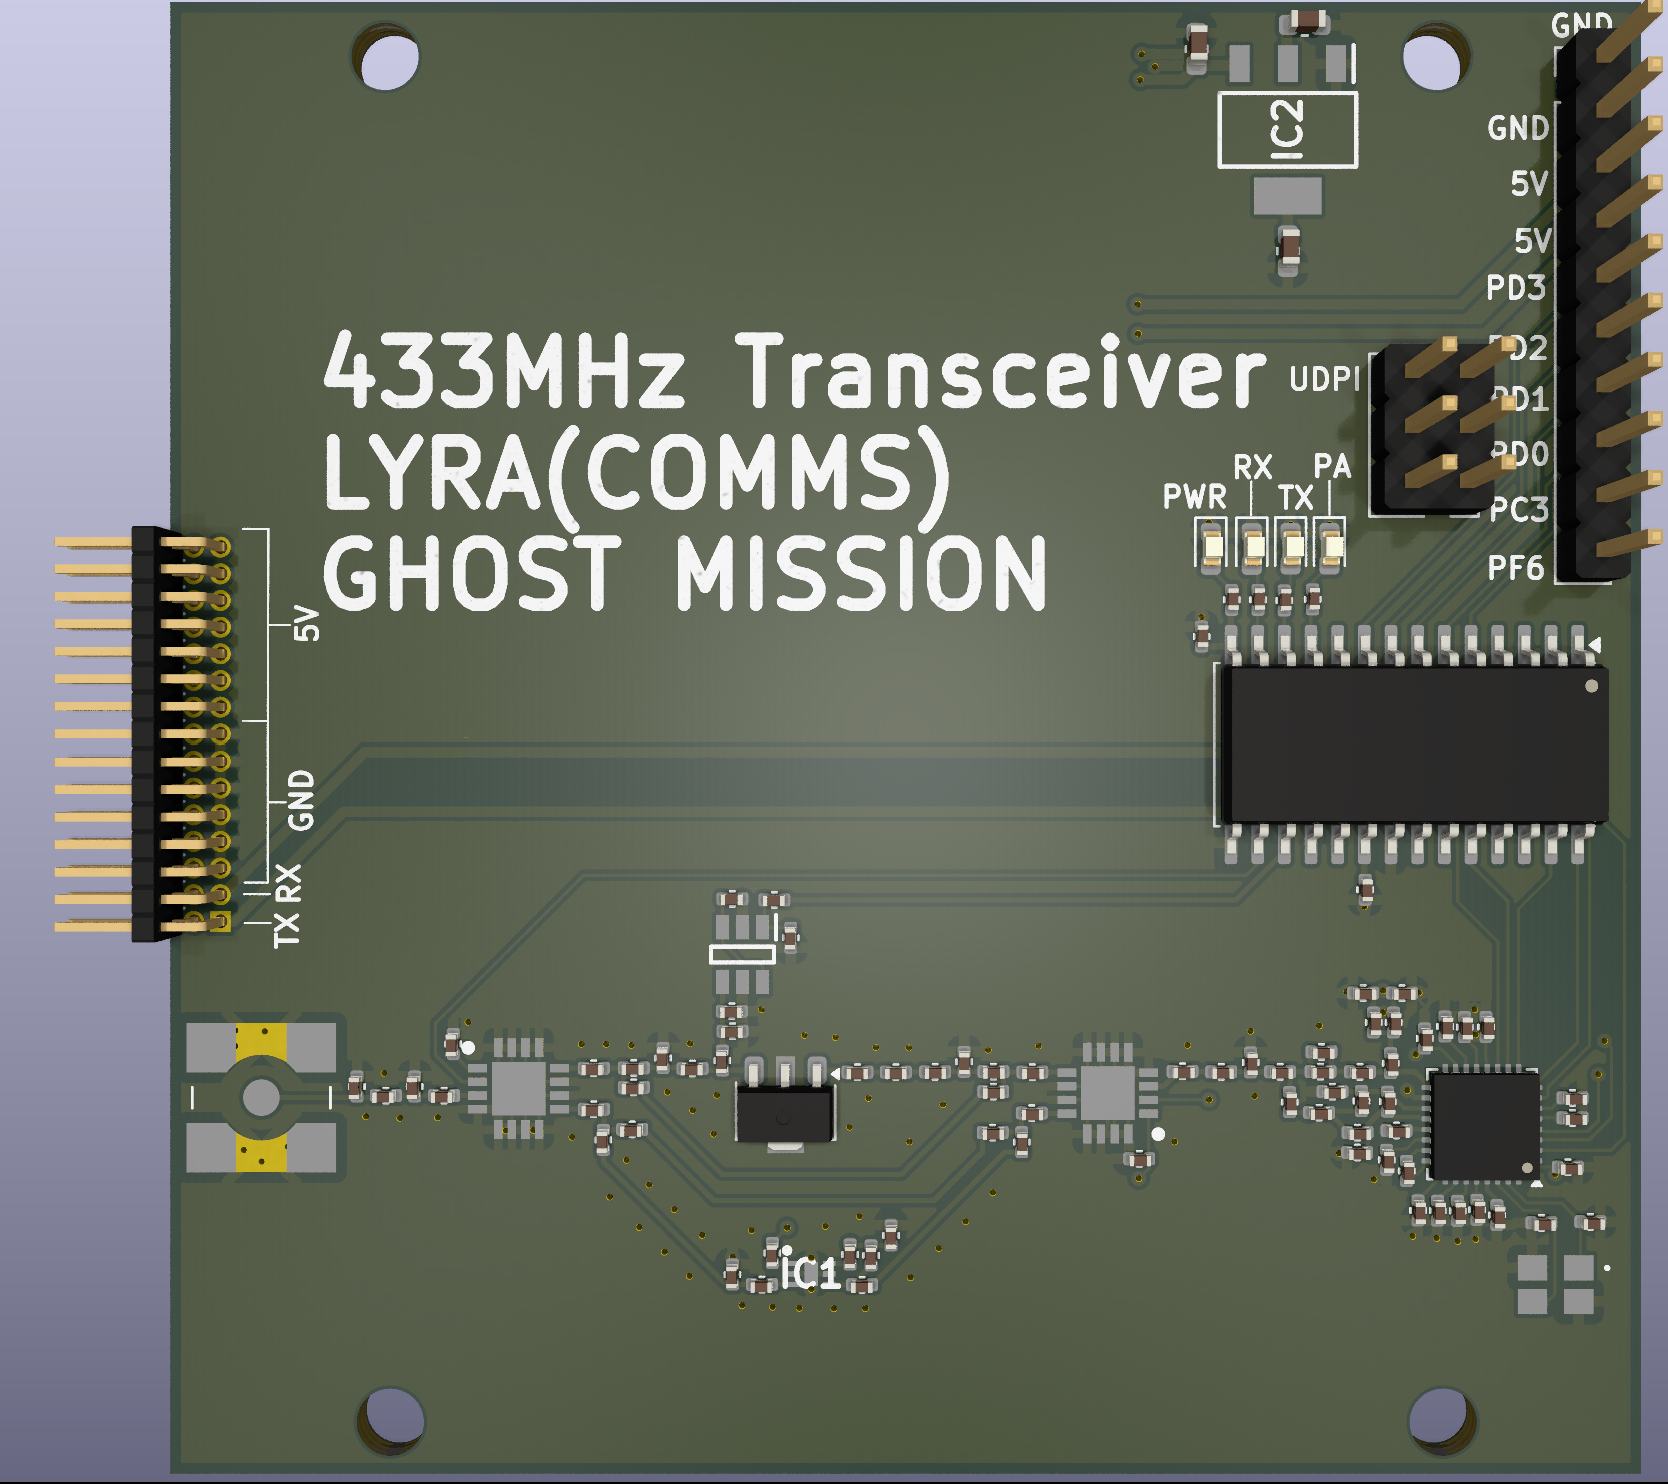 GND
IC2
GND
5V
5V
PD3
433MHz Transceiver
UDPI
PD2
PD1
LYRA(COMMS)
PD0
RX
PA
PWR
TX
PC3
GHOST MISSION
PF6
5V
GND
RX
TX
IC1